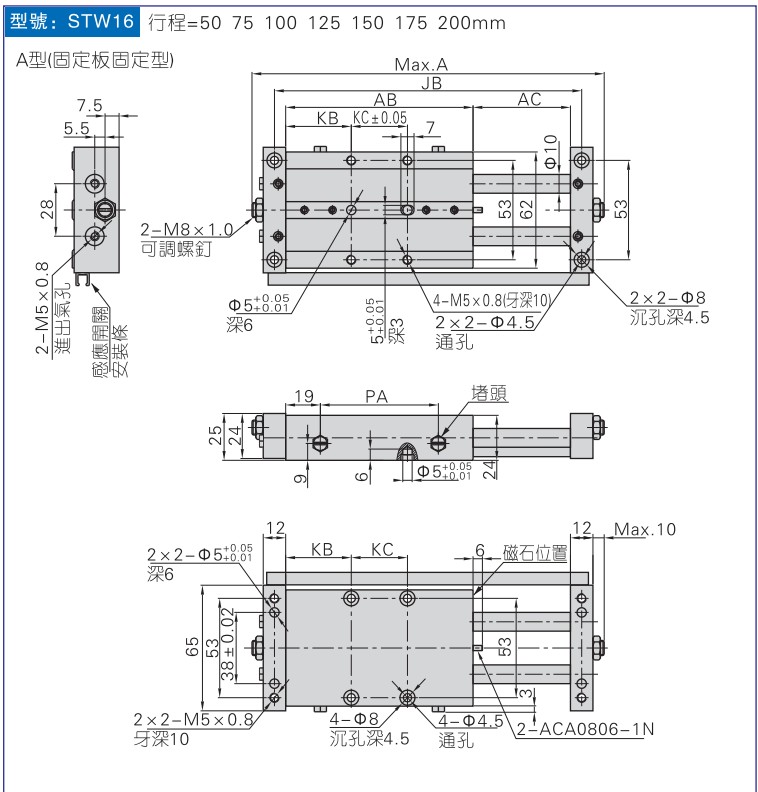 型號: STW16 行程=50 75 100 125 150 175 200mm
A型(固定板固定型)
Max.A
JB
AB
AC
KB
KC±0.05
7
7.5
5.5
28
Φ10
53
62
53
2-M8×1.0
可調螺釘
2-M5×0.8
進出氣孔
感應開關
安裝條
Φ5+0.05
+0.01
深6
5+0.05
+0.01
深3
4-M5×0.8(牙深10)
2×2-Φ4.5
通孔
2×2-Φ8
沉孔深4.5
19
PA
堵頭
25
24
9
6
Φ5+0.05
+0.01
24
12
KB
KC
6
磁石位置
12
Max.10
2×2-Φ5+0.05
+0.01
深6
65
53
38±0.02
53
3
2×2-M5×0.8
牙深10
4-Φ8
沉孔深4.5
4-Φ4.5
通孔
2-ACA0806-1N